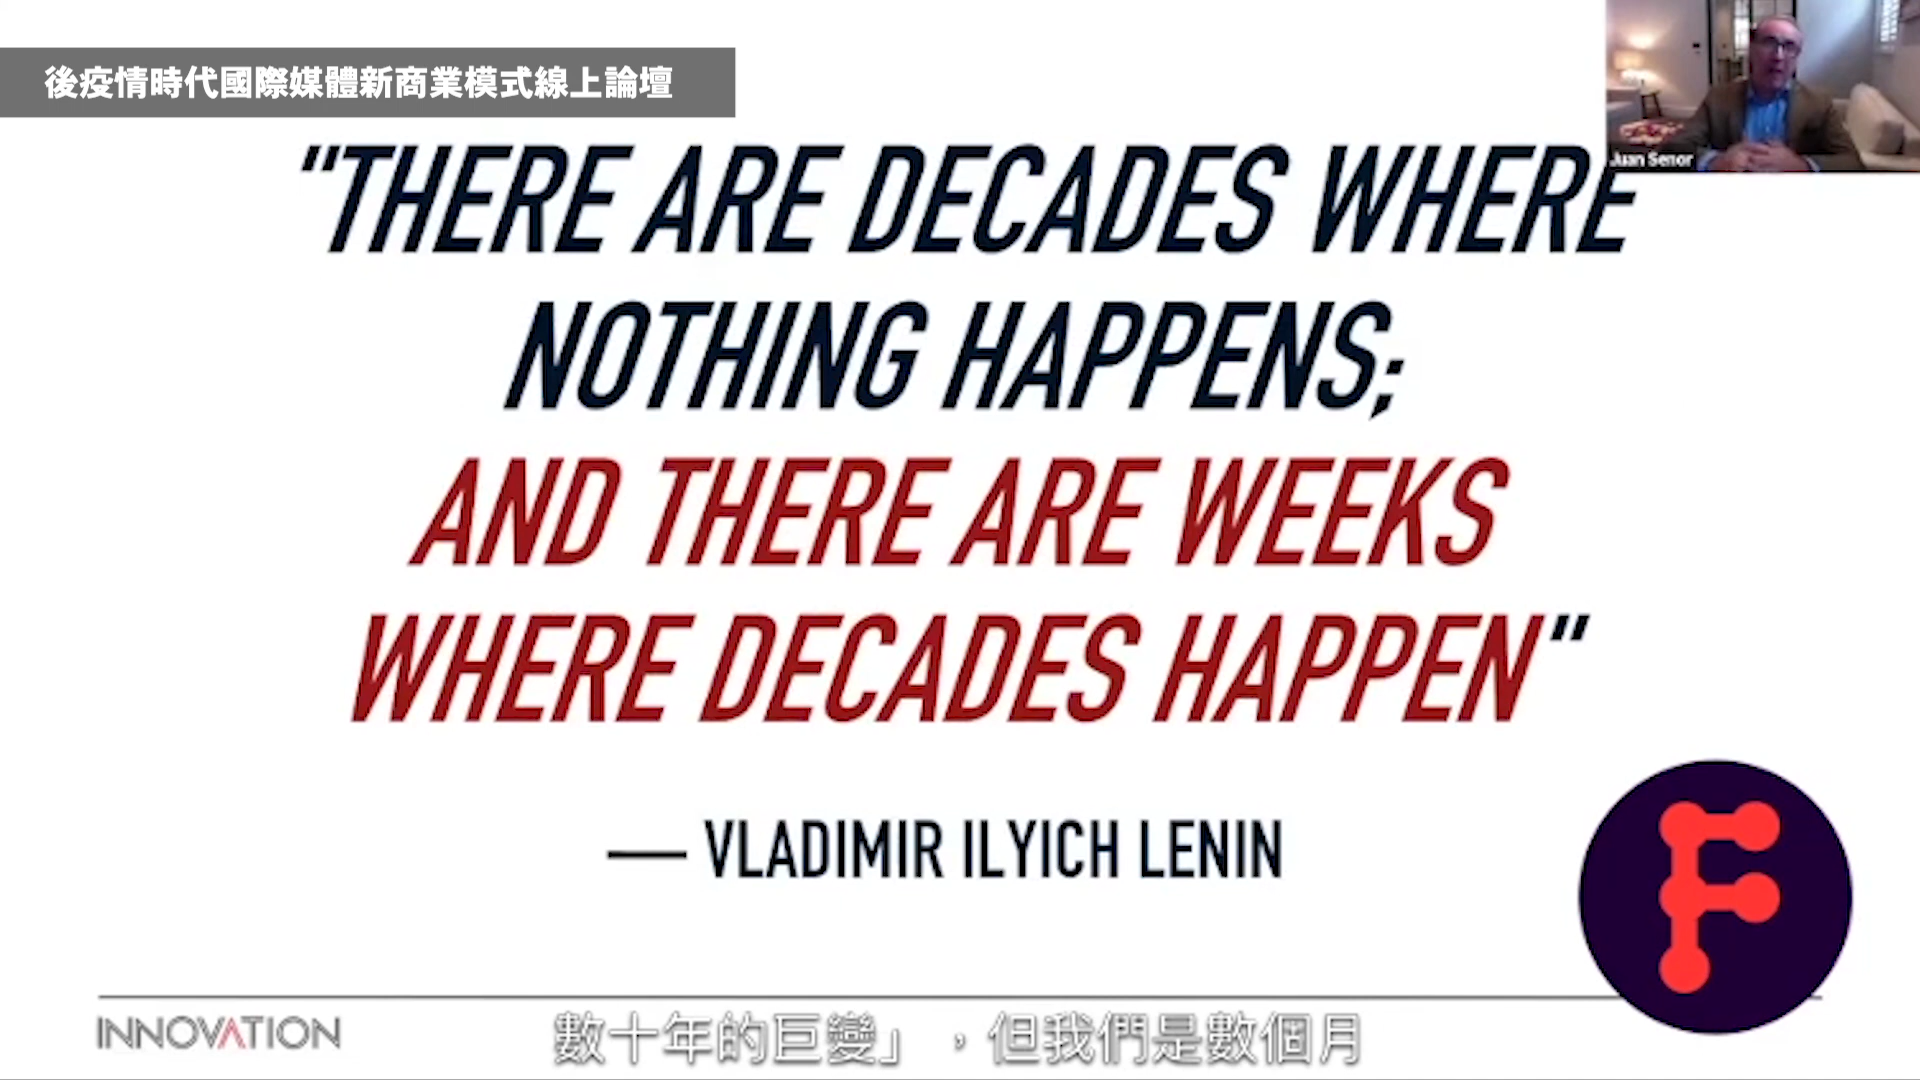 後疫情時代國際媒體新商業模式線上論壇
Juan Senor
"THERE ARE DECADES WHERE
NOTHING HAPPENS;
AND THERE ARE WEEKS
WHERE DECADES HAPPEN"
— VLADIMIR ILYICH LENIN
F
INNOVATION
數十年的巨變」，但我們是數個月